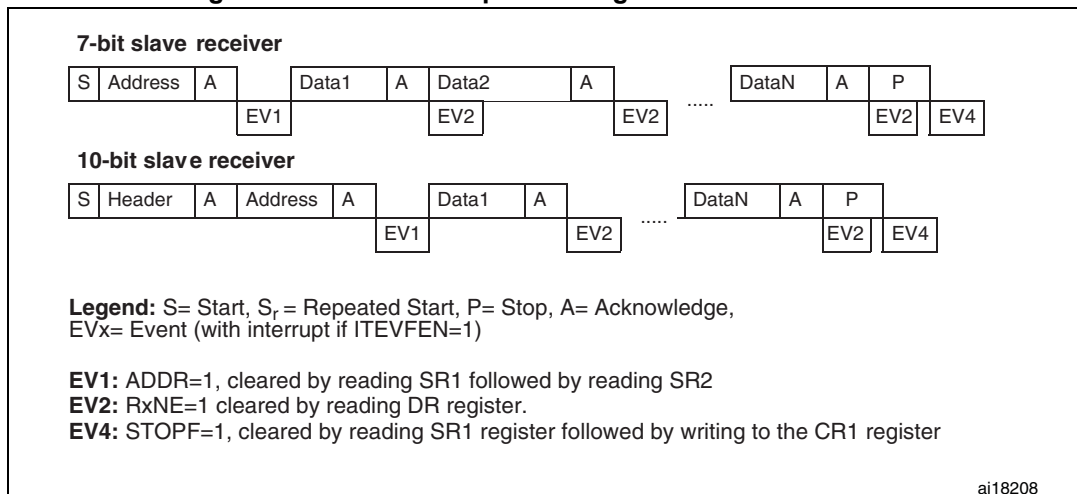 7-bit slave receiver
S Address A Data1 A Data2 A ..... DataN A P
EV1 EV2 EV2 EV2 EV4
10-bit slave receiver
S Header A Address A Data1 A ..... DataN A P
EV1 EV2 EV2 EV4
Legend: S= Start, Sr = Repeated Start, P= Stop, A= Acknowledge,
EVx= Event (with interrupt if ITEVFEN=1)
EV1: ADDR=1, cleared by reading SR1 followed by reading SR2
EV2: RxNE=1 cleared by reading DR register.
EV4: STOPF=1, cleared by reading SR1 register followed by writing to the CR1 register
ai18208